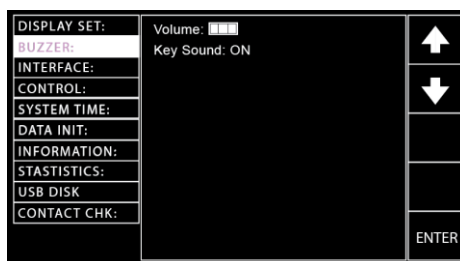 DISPLAY SET:
BUZZER:
INTERFACE:
CONTROL:
SYSTEM TIME:
DATA INIT:
INFORMATION:
STASTISTICS:
USB DISK
CONTACT CHK:
Volume:
Key Sound: ON
ENTER